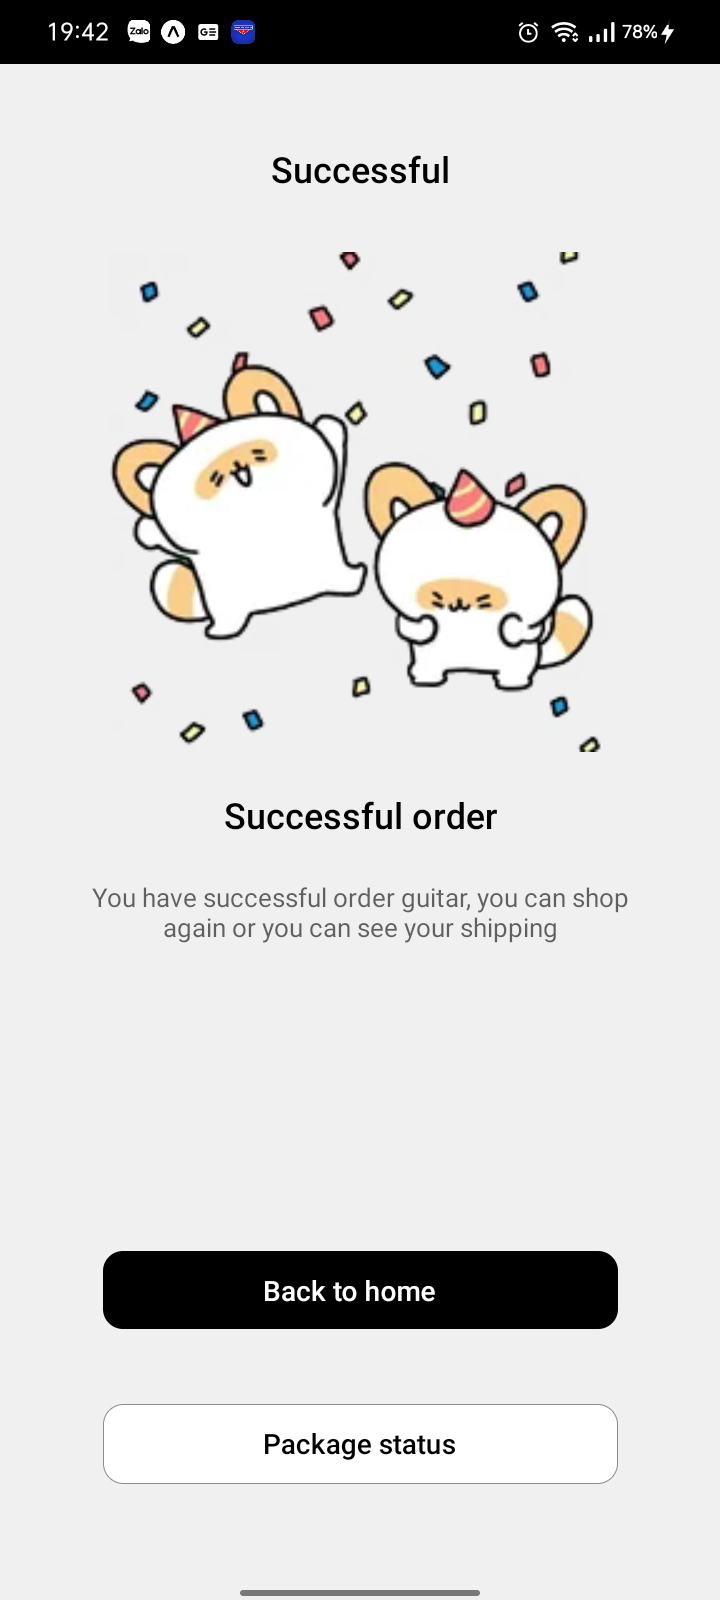 19:42 Zalo GE 78%
Successful
Successful order
You have successful order guitar, you can shop
again or you can see your shipping
Back to home
Package status